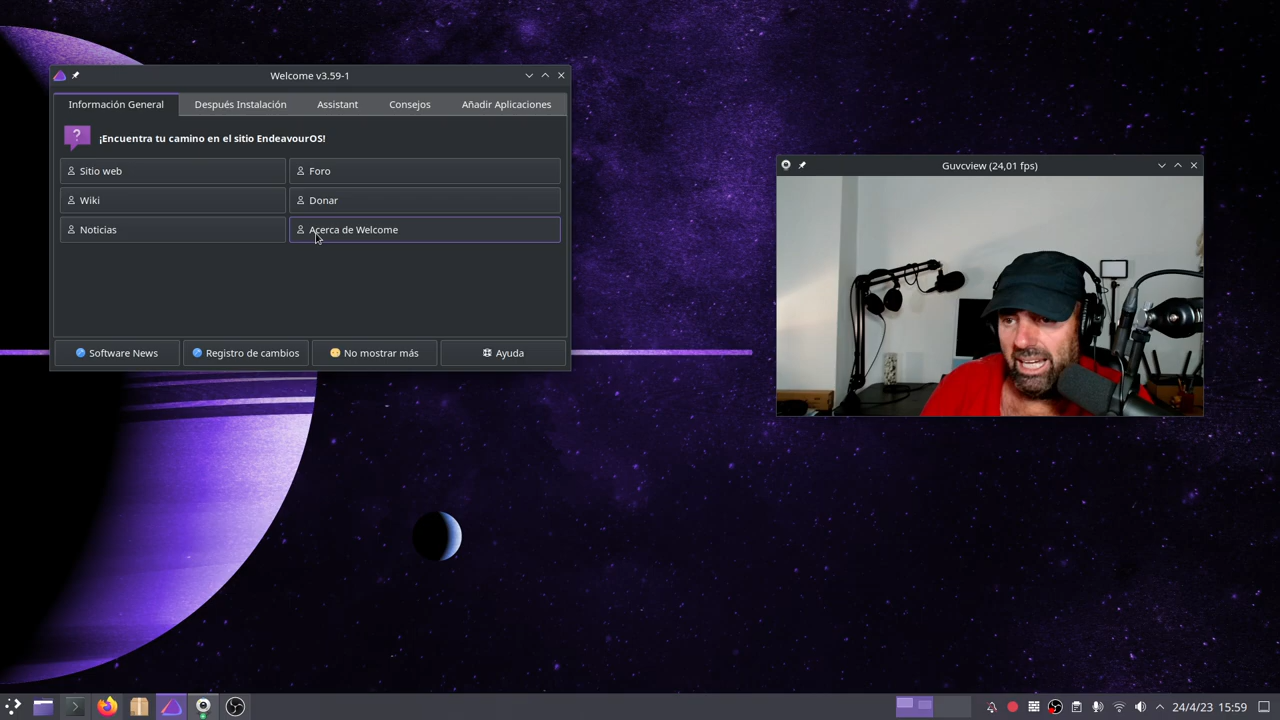 Welcome v3.59-1
Información General
Después Instalación
Assistant
Consejos
Añadir Aplicaciones
¡Encuentra tu camino en el sitio EndeavourOS!
Sitio web
Foro
Wiki
Donar
Noticias
Acerca de Welcome
Software News
Registro de cambios
No mostrar más
Ayuda
Guvcview (24,01 fps)
24/4/23 15:59